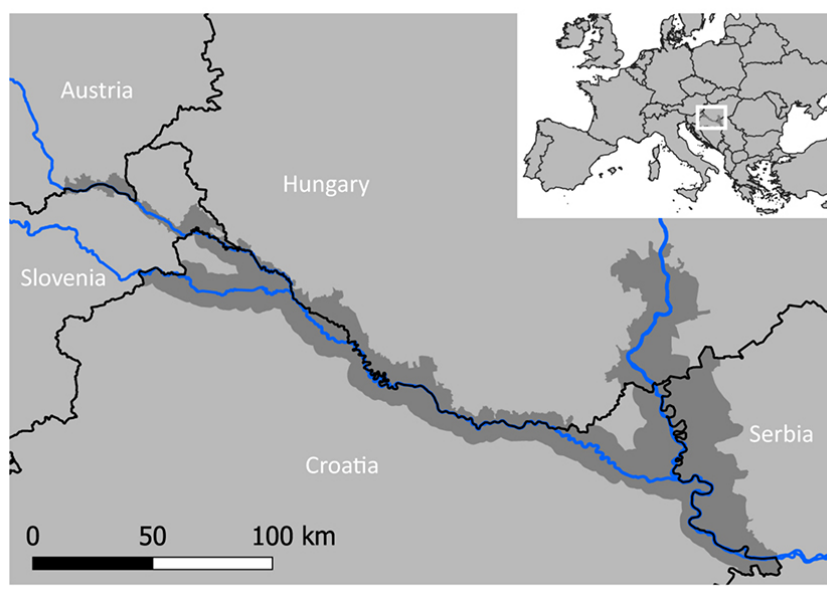 Austria
Hungary
Slovenia
Serbia
Croatia
0 50 100 km